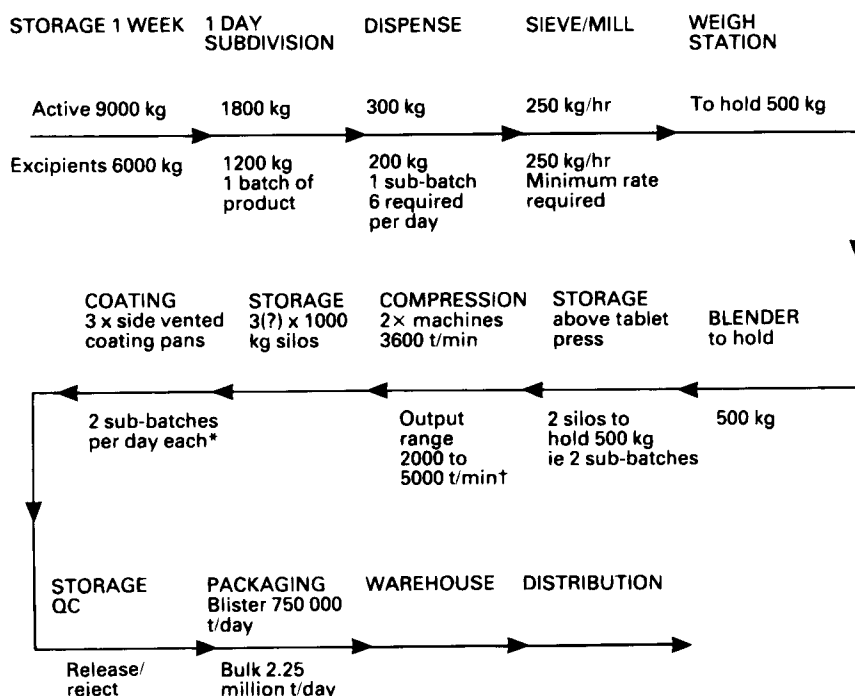 STORAGE 1 WEEK
1 DAY
SUBDIVISION
DISPENSE
SIEVE/MILL
WEIGH
STATION
Active 9000 kg
1800 kg
300 kg
250 kg/hr
To hold 500 kg
Excipients 6000 kg
1200 kg
1 batch of
product
200 kg
1 sub-batch
6 required
per day
250 kg/hr
Minimum rate
required
COATING
3 x side vented
coating pans
STORAGE
3(?) x 1000
kg silos
COMPRESSION
2× machines
3600 t/min
STORAGE
above tablet
press
BLENDER
to hold
2 sub-batches
per day each*
Output
range
2000 to
5000 t/min†
2 silos to
hold 500 kg
ie 2 sub-batches
500 kg
STORAGE
QC
PACKAGING
Blister 750 000
t/day
WAREHOUSE
DISTRIBUTION
Release/
reject
Bulk 2.25
million t/day